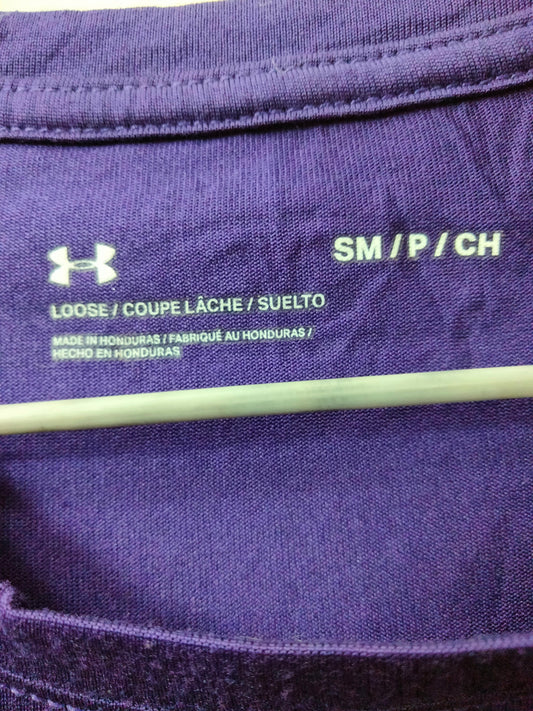 SM / P / CH
LOOSE / COUPE LÂCHE / SUELTO
MADE IN HONDURAS / FABRIQUÉ AU HONDURAS /
HECHO EN HONDURAS